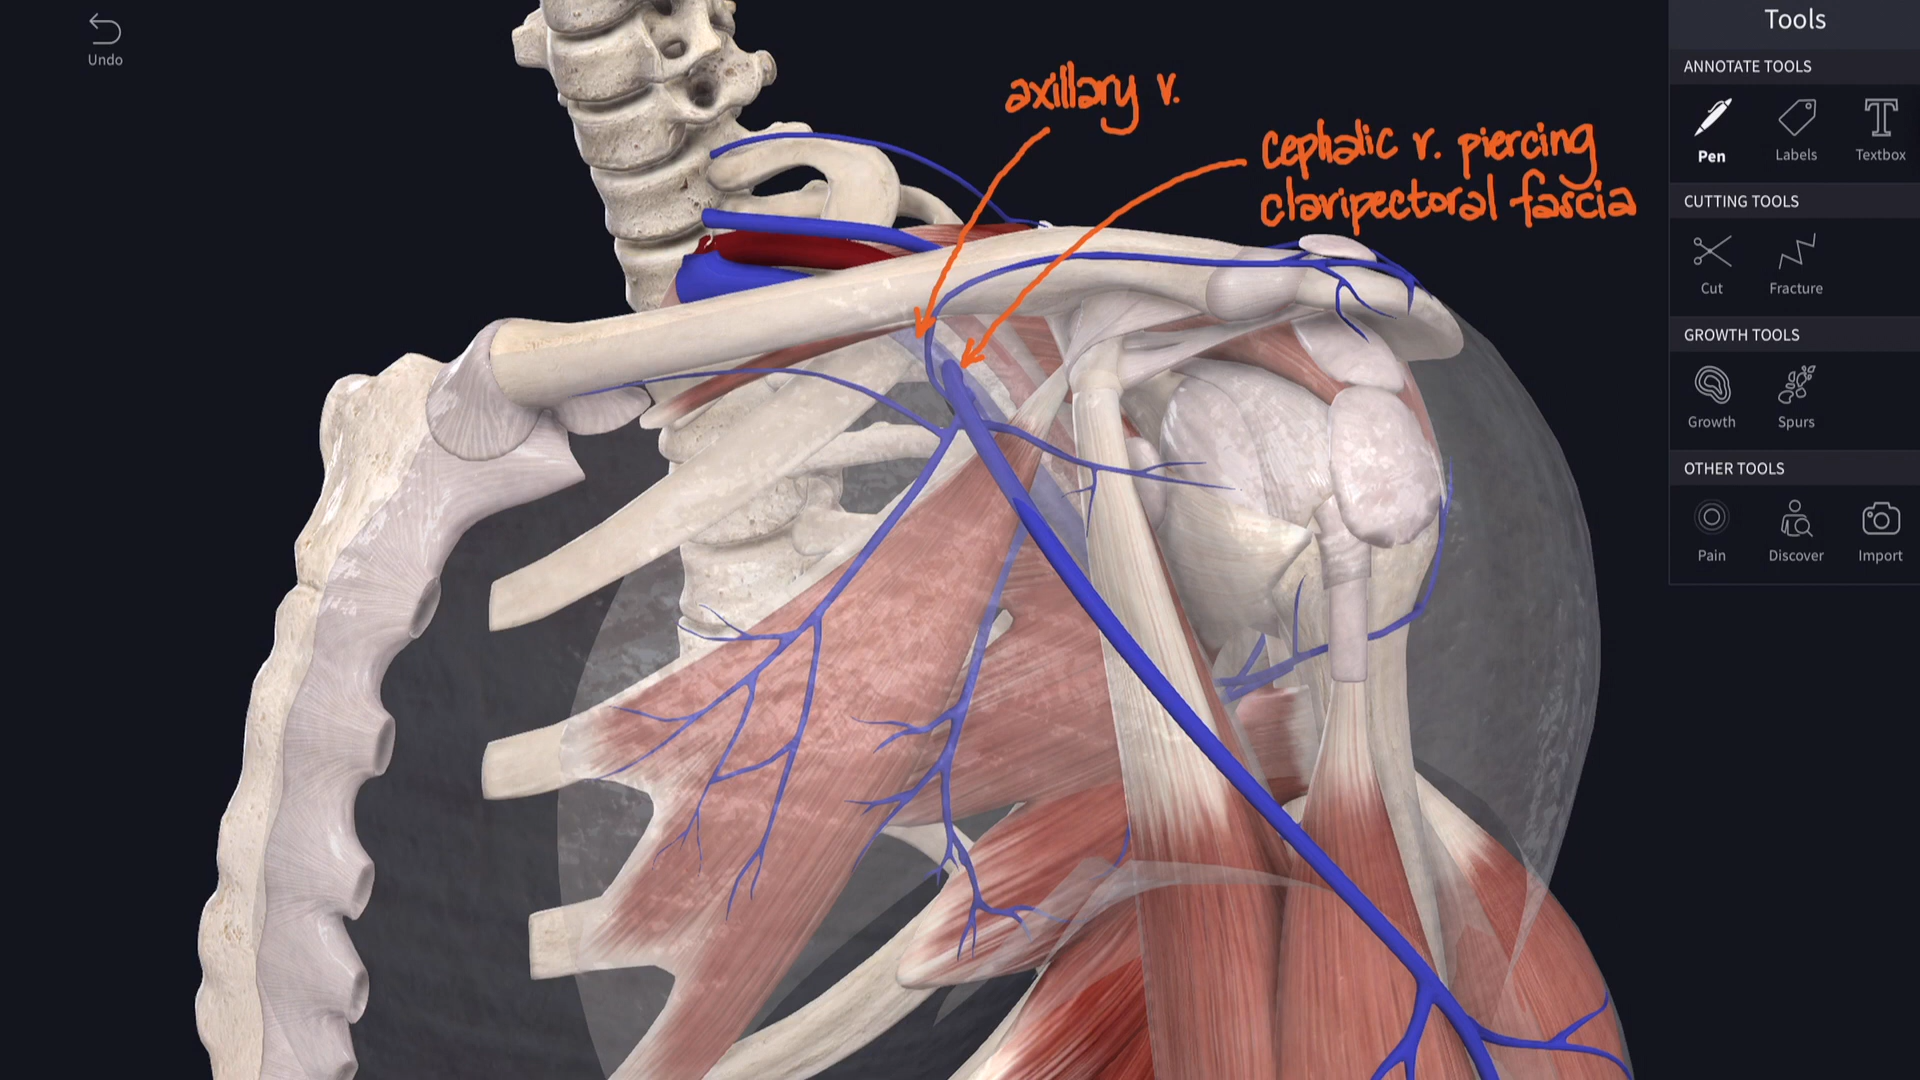 Undo
axillary v.
cephalic v. piercing
clavipectoral fascia
Tools
ANNOTATE TOOLS
Pen
Labels
Textbox
CUTTING TOOLS
Cut
Fracture
GROWTH TOOLS
Growth
Spurs
OTHER TOOLS
Pain
Discover
Import